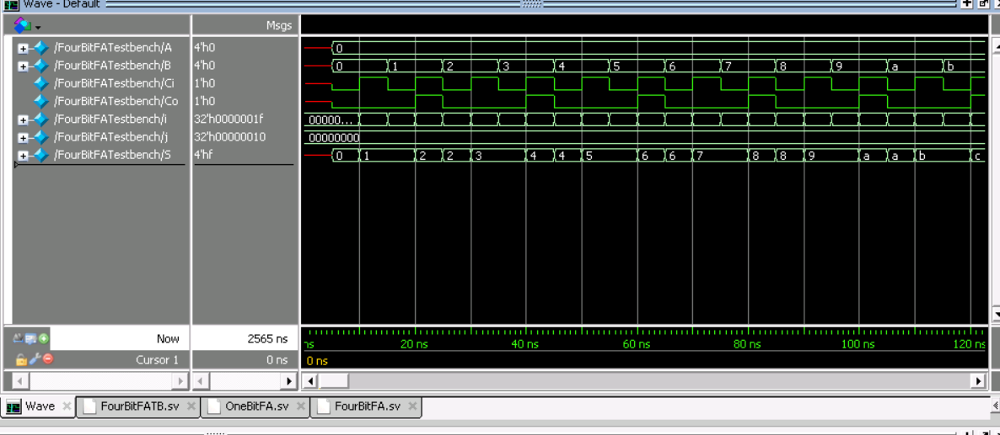 Wave - Default
Msgs
/FourBitFATestbench/A 4'h0 0
/FourBitFATestbench/B 4'h0 0 1 2 3 4 5 6 7 8 9 a b
/FourBitFATestbench/Ci 1'h0
/FourBitFATestbench/Co 1'h0
/FourBitFATestbench/i 32'h0000001f 00000...
/FourBitFATestbench/j 32'h00000010 00000000
/FourBitFATestbench/S 4'hf 0 1 2 2 3 4 4 5 6 6 7 8 8 9 a a b c
Now 2565 ns ns 20 ns 40 ns 60 ns 80 ns 100 ns 120 ns
Cursor 1 0 ns 0 ns
Wave FourBitFATB.sv OneBitFA.sv FourBitFA.sv